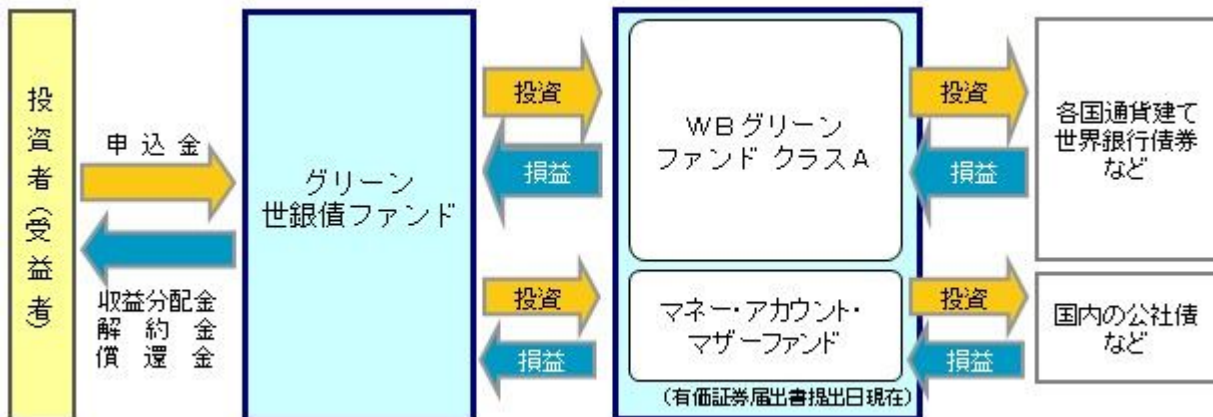 投資者（受益者）
申込金
収益分配金
解約金
償還金
グリーン
世銀債ファンド
投資
損益
投資
損益
WBグリーン
ファンド クラスA
マネー・アカウント・
マザーファンド
（有価証券届出書提出日現在）
投資
損益
投資
損益
各国通貨建て
世界銀行債券
など
国内の公社債
など